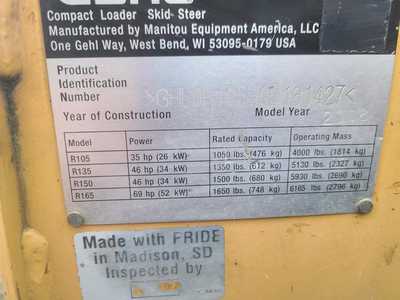 Compact Loader Skid-Steer
Manufactured by Manitou Equipment America, LLC
One Gehl Way, West Bend, WI 53095-0179 USA
Product
Identification
Number
Year of Construction Model Year
Model Power Rated Capacity Operating Mass
R105 35 hp (26 kW) 1050 lbs. (476 kg) 4000 lbs. (1814 kg)
R135 46 hp (34 kW) 1350 lbs. (612 kg) 5130 lbs. (2327 kg)
R150 46 hp (34 kW) 1500 lbs. (680 kg) 5930 lbs. (2690 kg)
R165 69 hp (52 kW) 1650 lbs. (748 kg) 6165 lbs. (2796 kg)
Made with PRIDE
in Madison, SD
Inspected by